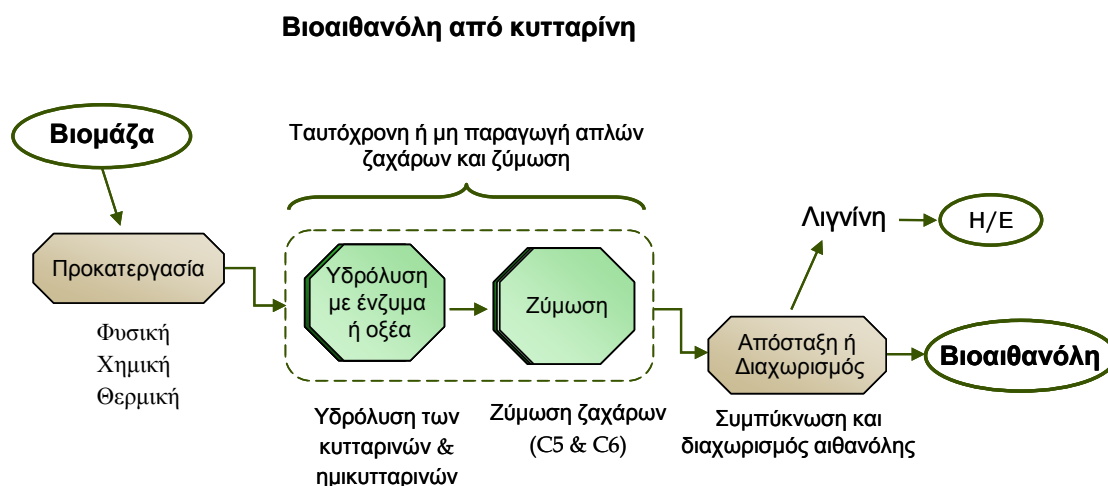 Βιοαιθανόλη από κυτταρίνη
Βιομάζα
Ταυτόχρονη ή μη παραγωγή απλών
ζαχάρων και ζύμωση
Προκατεργασία
Φυσική
Χημική
Θερμική
Υδρόλυση
με ένζυμα
ή οξέα
Υδρόλυση των
κυτταρινών &
ημικυτταρινών
Ζύμωση
Ζύμωση ζαχάρων
(C5 & C6)
Απόσταξη ή
Διαχωρισμός
Συμπύκνωση και
διαχωρισμός αιθανόλης
Λιγνίνη
Η/Ε
Βιοαιθανόλη